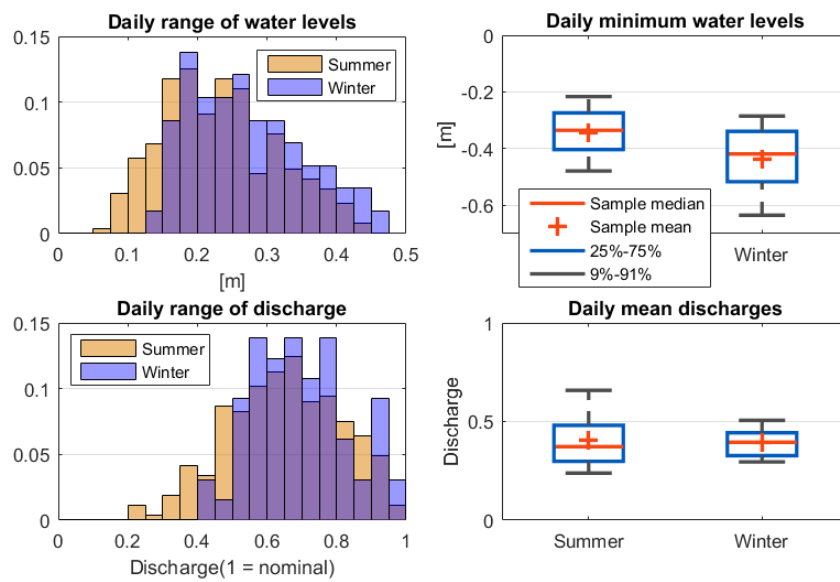 Daily range of water levels
0.15
0.1
0.05
0
Summer
Winter
0 0.1 0.2 0.3 0.4 0.5
[m]
Daily minimum water levels
0
-0.2
-0.4
-0.6
[m]
Sample median
Sample mean
25%-75%
9%-91%
Winter
Daily range of discharge
0.15
0.1
0.05
0
Summer
Winter
0 0.2 0.4 0.6 0.8 1
Discharge(1 = nominal)
Daily mean discharges
1
0.5
0
Discharge
Summer Winter